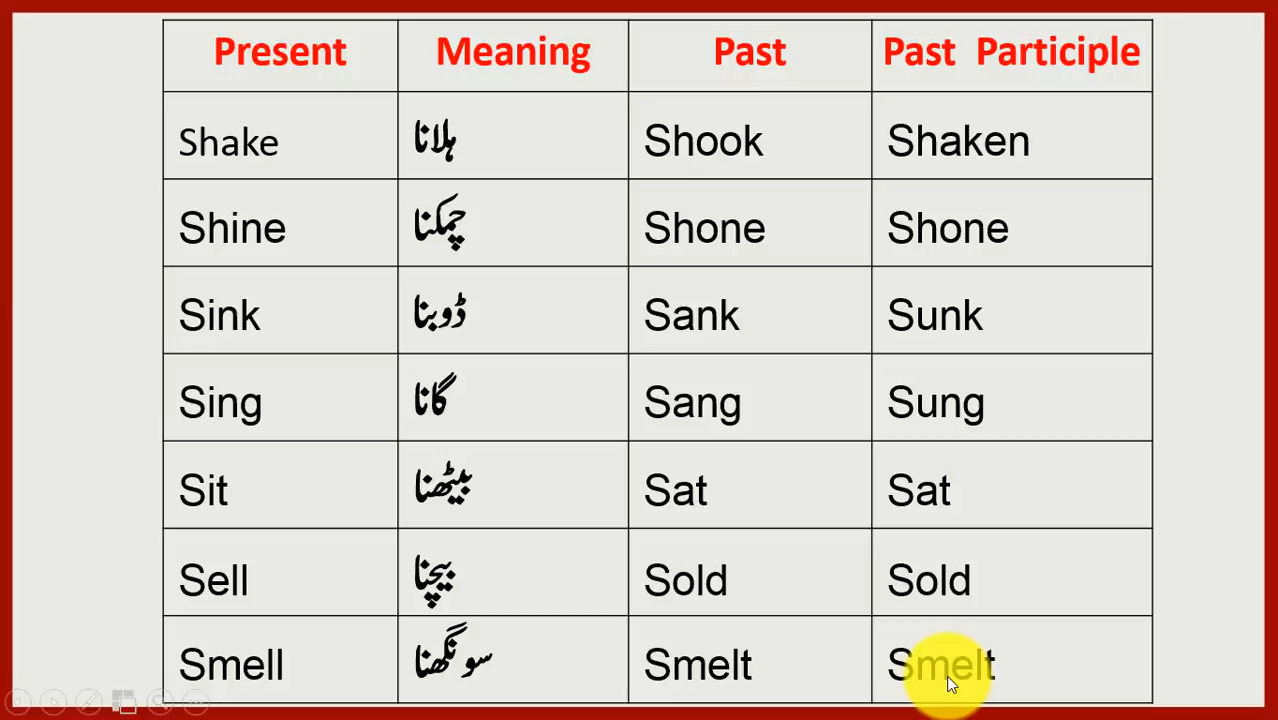 Present Meaning Past Past Participle
Shake ہلانا Shook Shaken
Shine چمکنا Shone Shone
Sink ڈوبنا Sank Sunk
Sing گانا Sang Sung
Sit بیٹھنا Sat Sat
Sell بیچنا Sold Sold
Smell سونگھنا Smelt Smelt